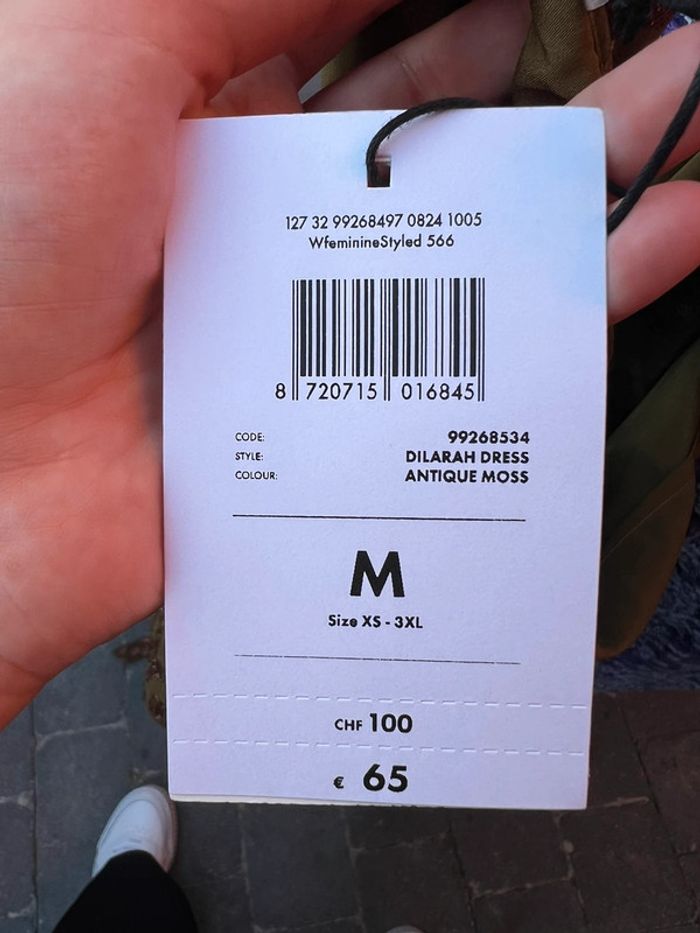 127 32 99268497 0824 1005
WfeminineStyled 566
8 720715 016845
CODE: 99268534
STYLE: DILARAH DRESS
COLOUR: ANTIQUE MOSS
M
Size XS - 3XL
CHF 100
€ 65